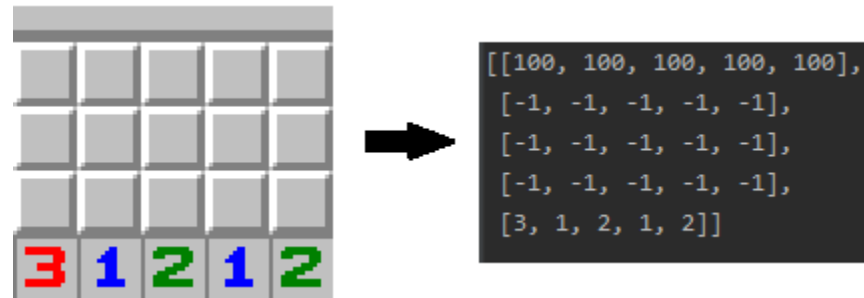 3 1 2 1 2
[[100, 100, 100, 100, 100],
[-1, -1, -1, -1, -1],
[-1, -1, -1, -1, -1],
[-1, -1, -1, -1, -1],
[3, 1, 2, 1, 2]]